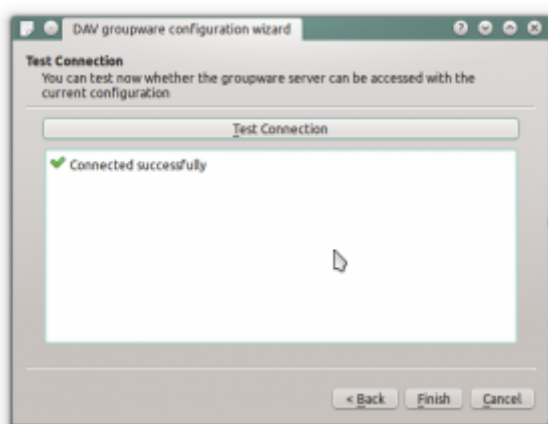 DAV groupware configuration wizard
Test Connection
You can test now whether the groupware server can be accessed with the
current configuration
Test Connection
Connected successfully
< Back
Finish
Cancel